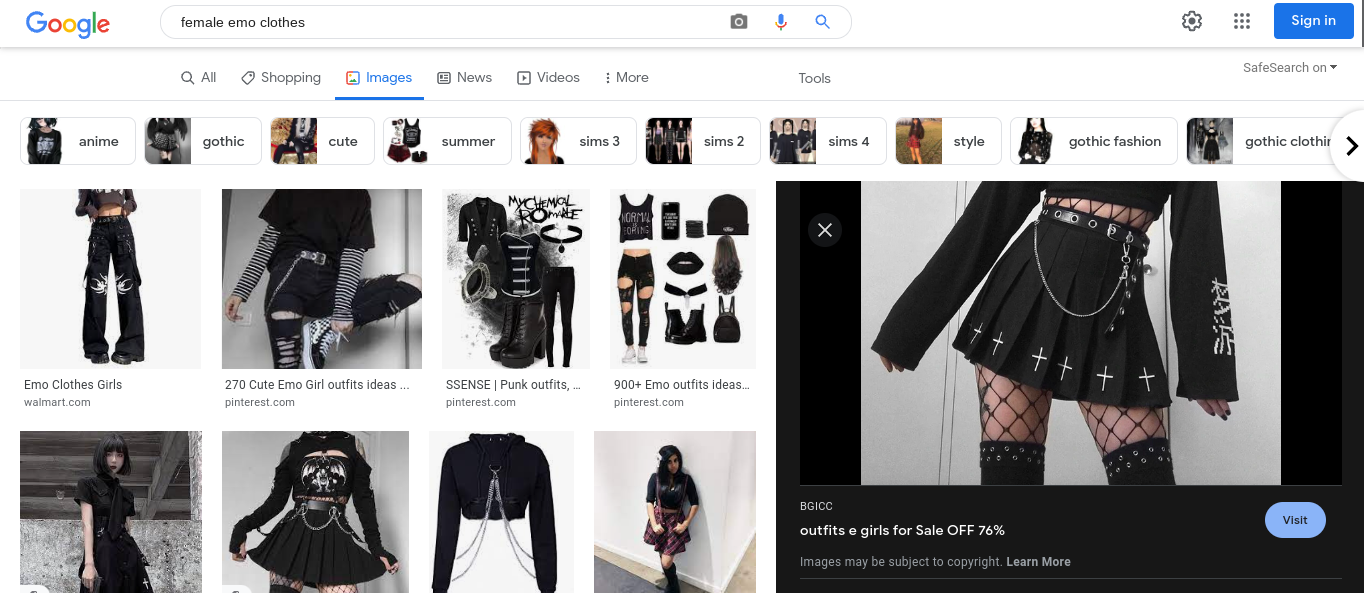 Google
female emo clothes
Sign in
All
Shopping
Images
News
Videos
More
Tools
SafeSearch on
anime
gothic
cute
summer
sims 3
sims 2
sims 4
style
gothic fashion
gothic clothin
NORMAL
IS
BORING
MY CHEMICAL
ROMANCE
Emo Clothes Girls
walmart.com
270 Cute Emo Girl outfits ideas ...
pinterest.com
SSENSE | Punk outfits, ...
pinterest.com
900+ Emo outfits ideas...
pinterest.com
BGICC
outfits e girls for Sale OFF 76%
Visit
Images may be subject to copyright. Learn More